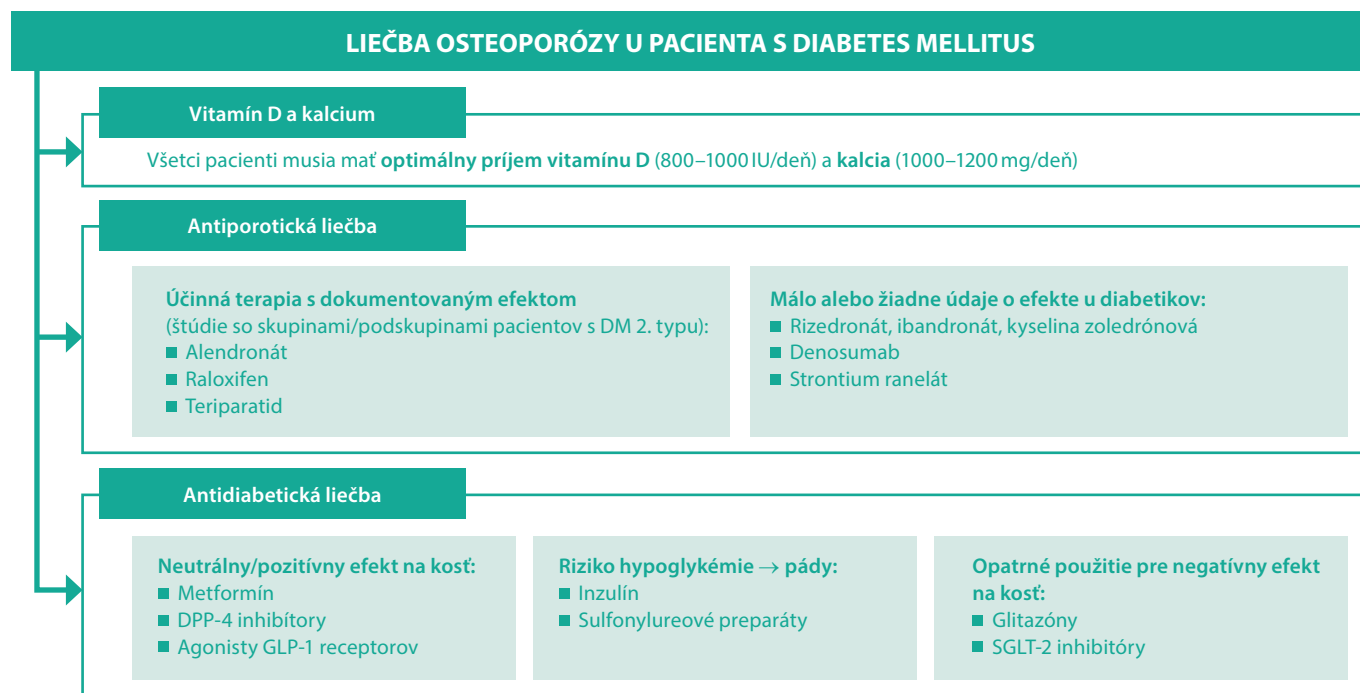 LIEČBA OSTEOPORÓZY U PACIENTA S DIABETES MELLITUS
Vitamín D a kalcium
Všetci pacienti musia mať optimálny príjem vitamínu D (800–1000 IU/deň) a kalcia (1000–1200 mg/deň)
Antiporotická liečba
Účinná terapia s dokumentovaným efektom
(štúdie so skupinami/podskupinami pacientov s DM 2. typu):
■ Alendronát
■ Raloxifen
■ Teriparatid
Málo alebo žiadne údaje o efekte u diabetikov:
■ Rizedronát, ibandronát, kyselina zoledrónová
■ Denosumab
■ Strontium ranelát
Antidiabetická liečba
Neutrálny/pozitívny efekt na kosť:
■ Metformín
■ DPP-4 inhibítory
■ Agonisty GLP-1 receptorov
Riziko hypoglykémie → pády:
■ Inzulín
■ Sulfonylureové preparáty
Opatrné použitie pre negatívny efekt
na kosť:
■ Glitazóny
■ SGLT-2 inhibitóry